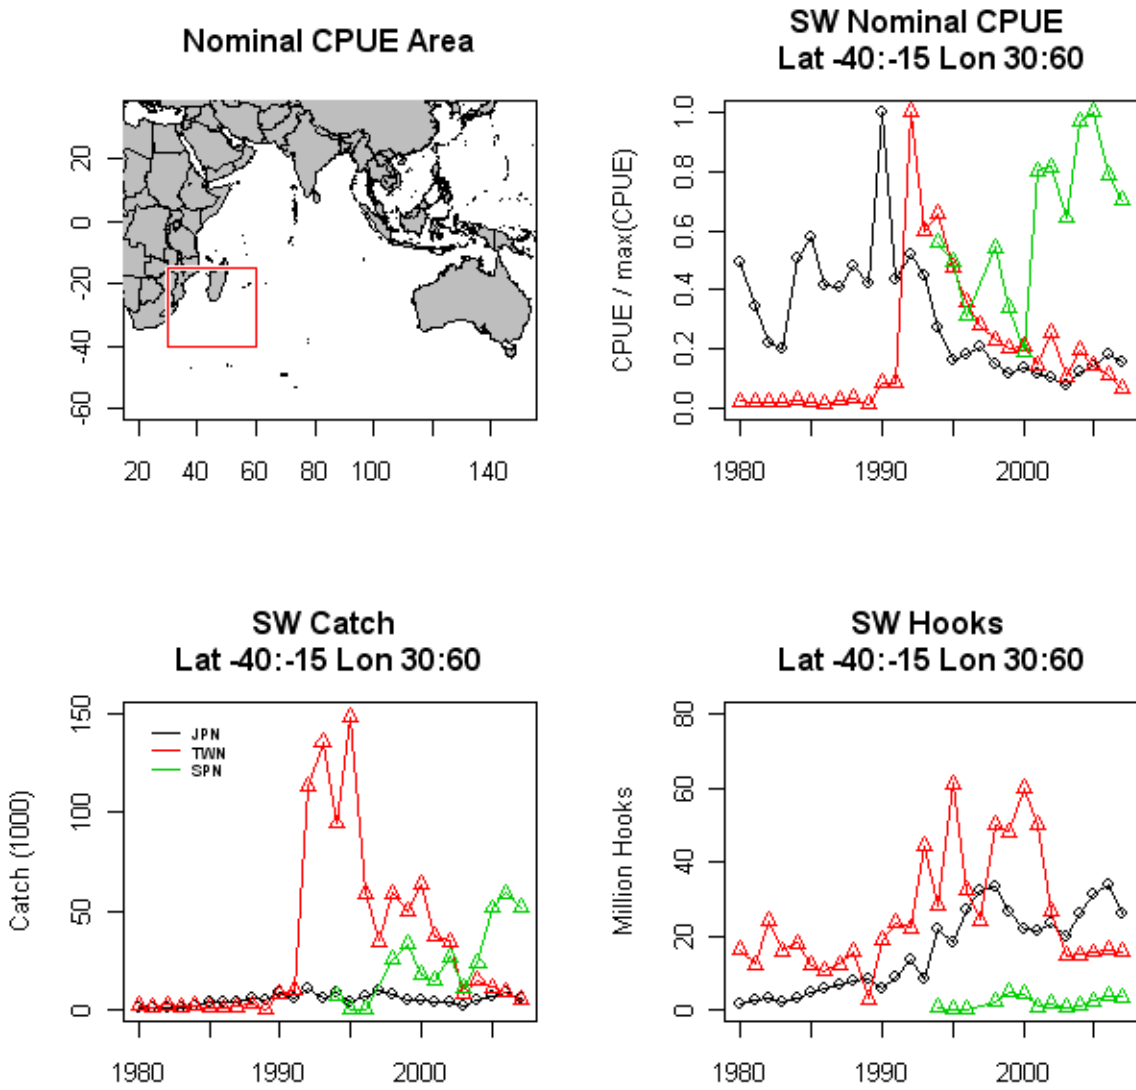 Nominal CPUE Area
20
0
-20
-40
-60
20 40 60 80 100 140
SW Nominal CPUE
Lat -40:-15 Lon 30:60
CPUE / max(CPUE)
1.0
0.8
0.6
0.4
0.2
0.0
1980 1990 2000
SW Catch
Lat -40:-15 Lon 30:60
Catch (1000)
150
100
50
0
JPN
TWN
SPN
1980 1990 2000
SW Hooks
Lat -40:-15 Lon 30:60
Million Hooks
80
60
40
20
0
1980 1990 2000